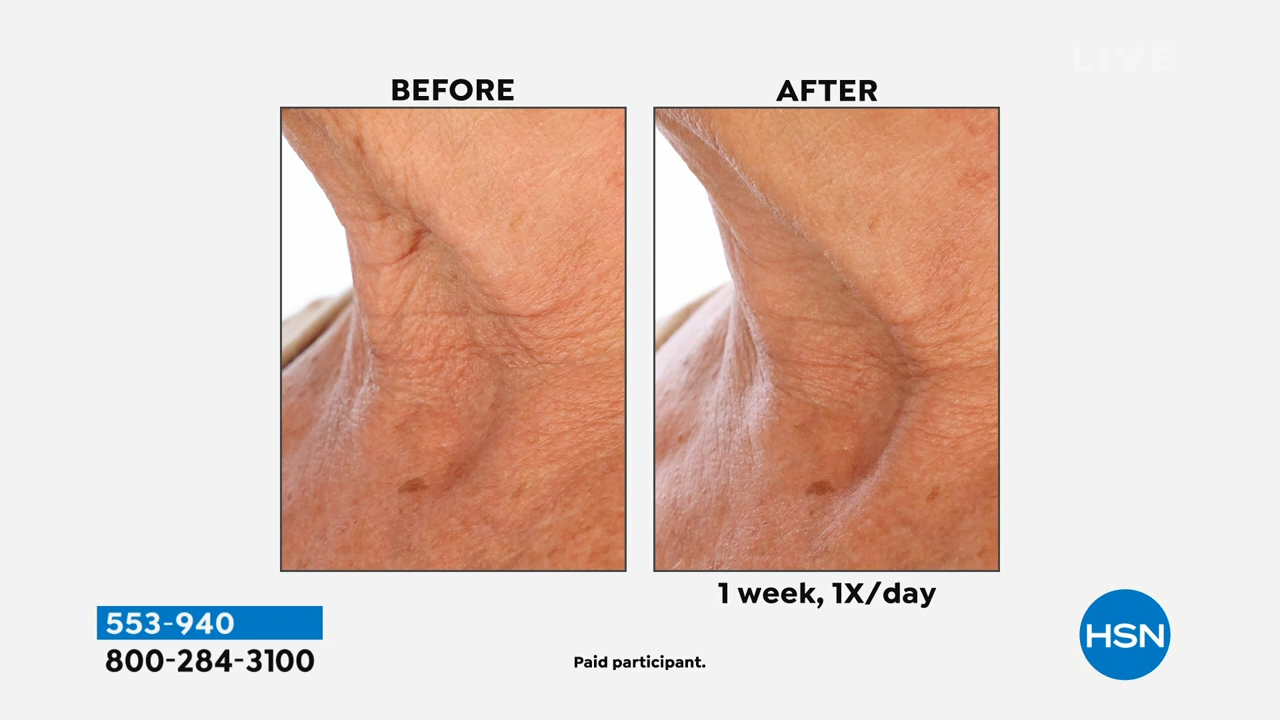 LIVE
BEFORE
AFTER
1 week, 1X/day
553-940
800-284-3100
Paid participant.
HSN